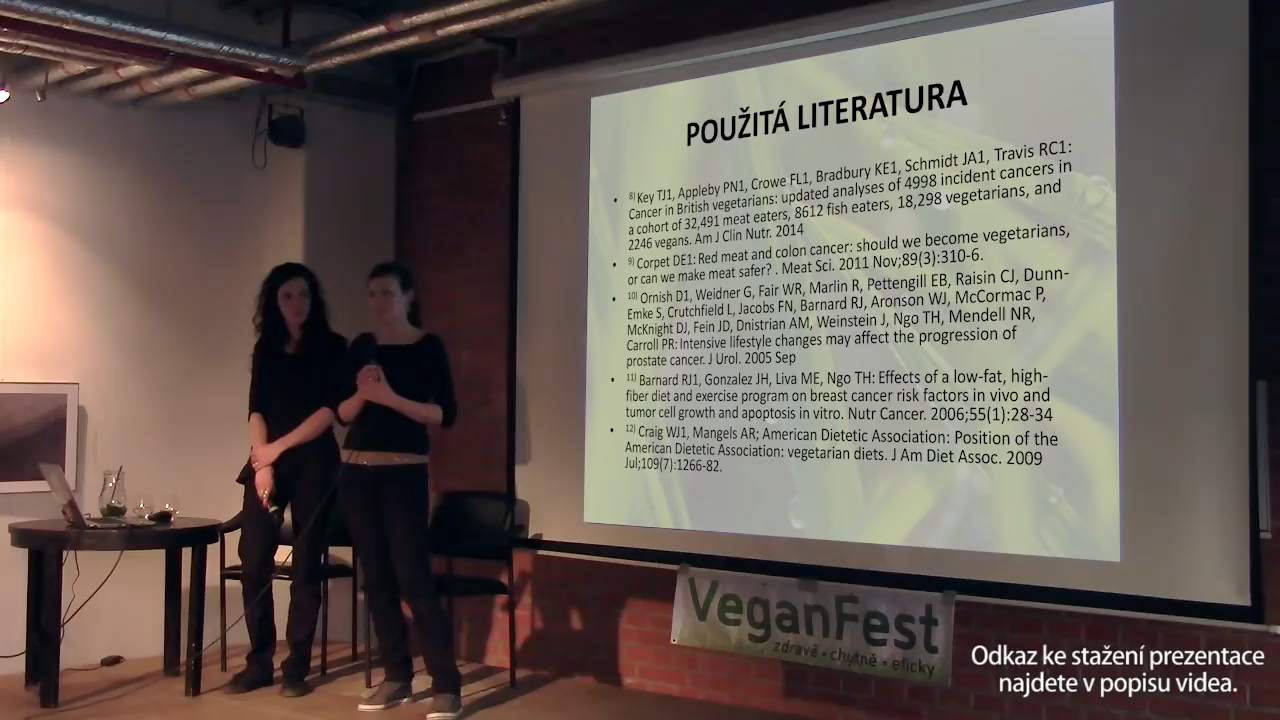 POUŽITÁ LITERATURA
• 8) Key TJ1, Appleby PN1, Crowe FL1, Bradbury KE1, Schmidt JA1, Travis RC1:
Cancer in British vegetarians: updated analyses of 4998 incident cancers in
a cohort of 32,491 meat eaters, 8612 fish eaters, 18,298 vegetarians, and
2246 vegans. Am J Clin Nutr. 2014
• 9) Corpet DE1: Red meat and colon cancer: should we become vegetarians,
or can we make meat safer? . Meat Sci. 2011 Nov;89(3):310-6.
• 10) Ornish D1, Weidner G, Fair WR, Marlin R, Pettengill EB, Raisin CJ, Dunn-
Emke S, Crutchfield L, Jacobs FN, Barnard RJ, Aronson WJ, McCormac P,
McKnight DJ, Fein JD, Dnistrian AM, Weinstein J, Ngo TH, Mendell NR,
Carroll PR: Intensive lifestyle changes may affect the progression of
prostate cancer. J Urol. 2005 Sep
• 11) Barnard RJ1, Gonzalez JH, Liva ME, Ngo TH: Effects of a low-fat, high-
fiber diet and exercise program on breast cancer risk factors in vivo and
tumor cell growth and apoptosis in vitro. Nutr Cancer. 2006;55(1):28-34
• 12) Craig WJ1, Mangels AR; American Dietetic Association: Position of the
American Dietetic Association: vegetarian diets. J Am Diet Assoc. 2009
Jul;109(7):1266-82.
VeganFest
zdravě • chutně • eticky
Odkaz ke stažení prezentace
najdete v popisu videa.